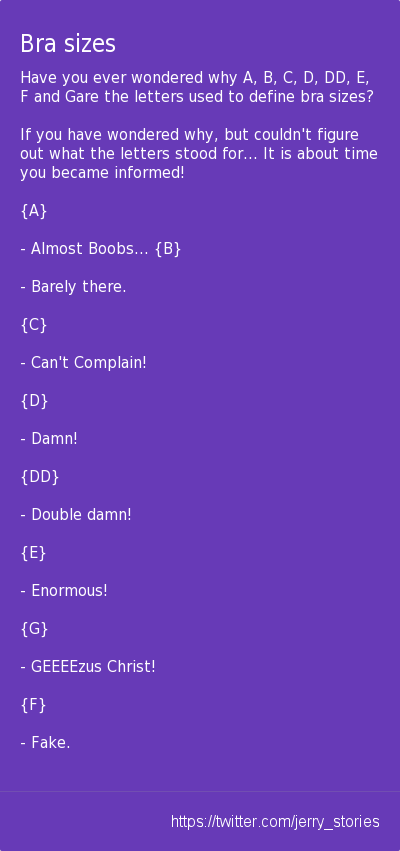 Bra sizes
Have you ever wondered why A, B, C, D, DD, E,
F and Gare the letters used to define bra sizes?
If you have wondered why, but couldn't figure
out what the letters stood for... It is about time
you became informed!
{A}
- Almost Boobs... {B}
- Barely there.
{C}
- Can't Complain!
{D}
- Damn!
{DD}
- Double damn!
{E}
- Enormous!
{G}
- GEEEEzus Christ!
{F}
- Fake.
https://twitter.com/jerry_stories